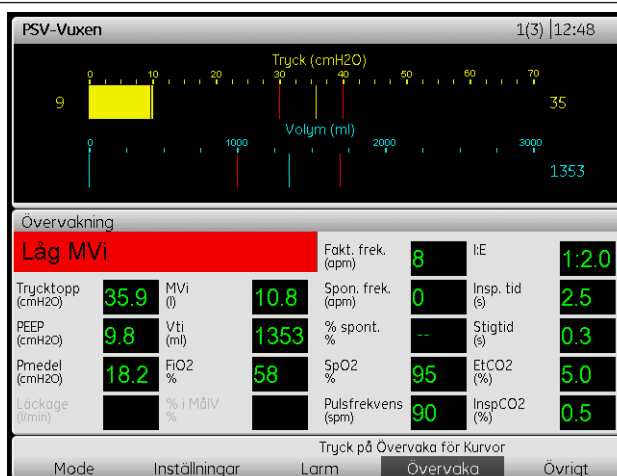 PSV-Vuxen 1(3) |12:48
Tryck (cmH2O)
0 10 20 30 40 50 60 70
9 35
Volym (ml)
0 1000 2000 3000
1353
Övervakning
Låg MVi
Fakt. frek. (apm) 8 I:E 1:2.0
Trycktopp (cmH2O) 35.9 MVi (l) 10.8 Spon. frek. (apm) 0 Insp. tid (s) 2.5
PEEP (cmH2O) 9.8 Vti (ml) 1353 % spont. % -- Stigtid (s) 0.3
Pmedel (cmH2O) 18.2 FiO2 % 58 SpO2 % 95 EtCO2 (%) 5.0
Läckage (l/min) % i MålV % Pulsfrekvens (spm) 90 InspCO2 (%) 0.5
Tryck på Övervaka för Kurvor
Mode Inställningar Larm Övervaka Övrigt